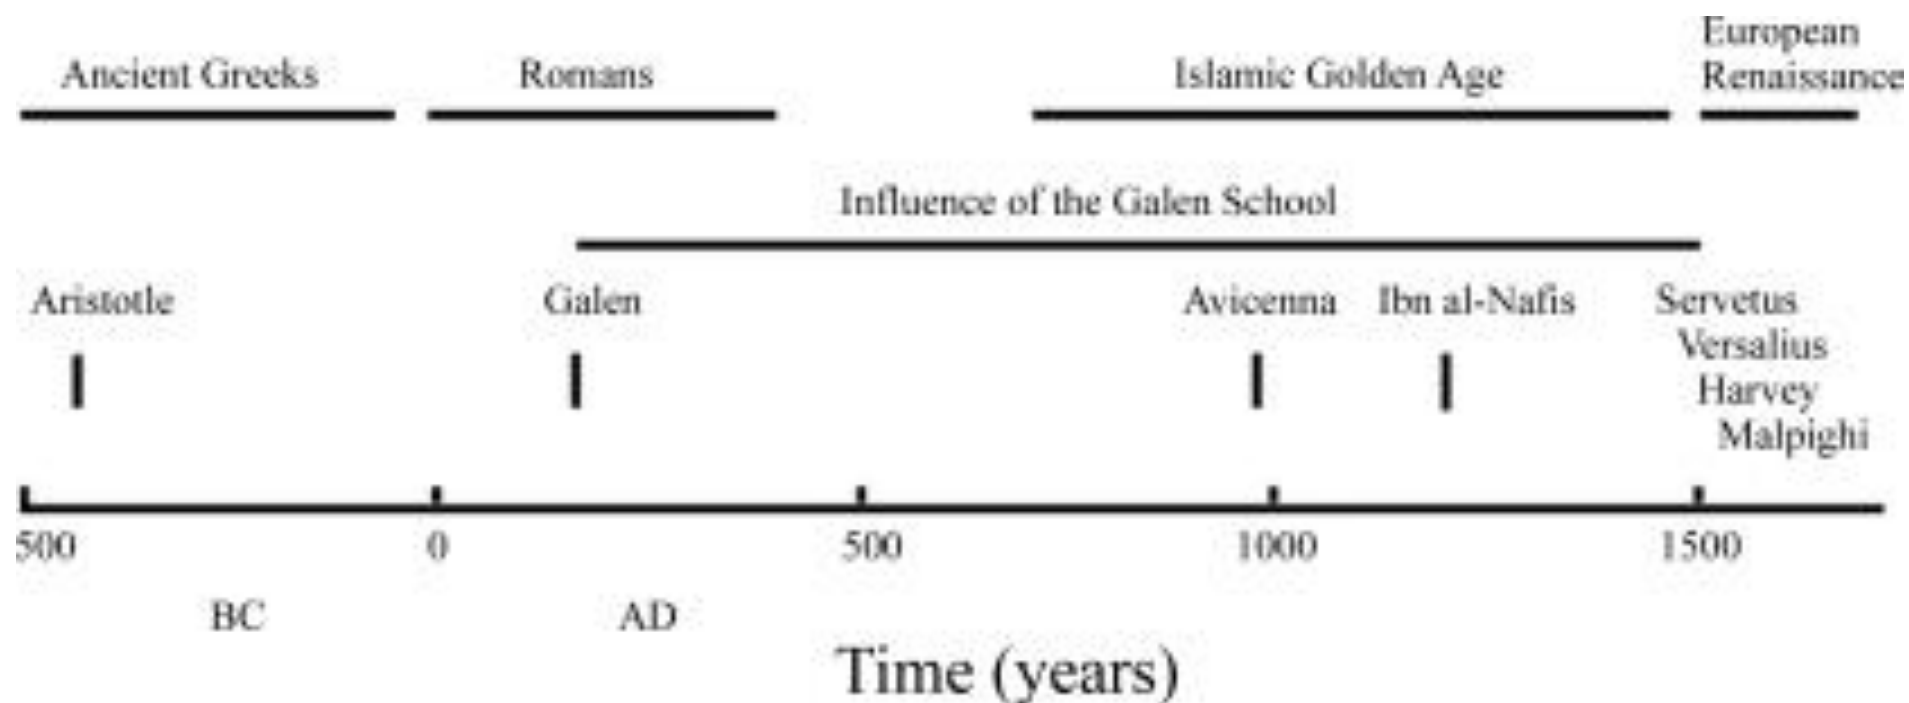 Ancient Greeks Romans Islamic Golden Age European Renaissance
Influence of the Galen School
Aristotle Galen Avicenna Ibn al-Nafis Servetus
Versalius
Harvey
Malpighi
500 0 500 1000 1500
BC AD
Time (years)